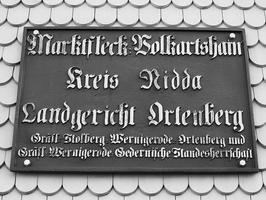 Marktfleck: Volkartshain
Kreis Nidda
Landgericht Ortenberg
Gräfl. Stolberg-Wernigerode-Ortenberg und
Gräfl. Wernigerode Gedernsche Standesherrschaft